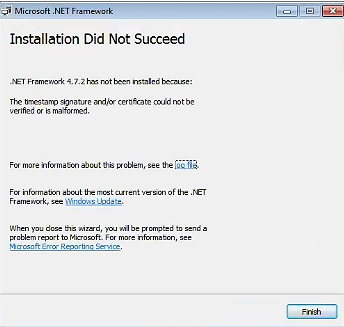 Microsoft .NET Framework
Installation Did Not Succeed
.NET Framework 4.7.2 has not been installed because:
The timestamp signature and/or certificate could not be
verified or is malformed.
For more information about this problem, see the log file.
For information about the most current version of the .NET
Framework, see Windows Update.
When you close this wizard, you will be prompted to send a
problem report to Microsoft. For more information, see
Microsoft Error Reporting Service.
Finish